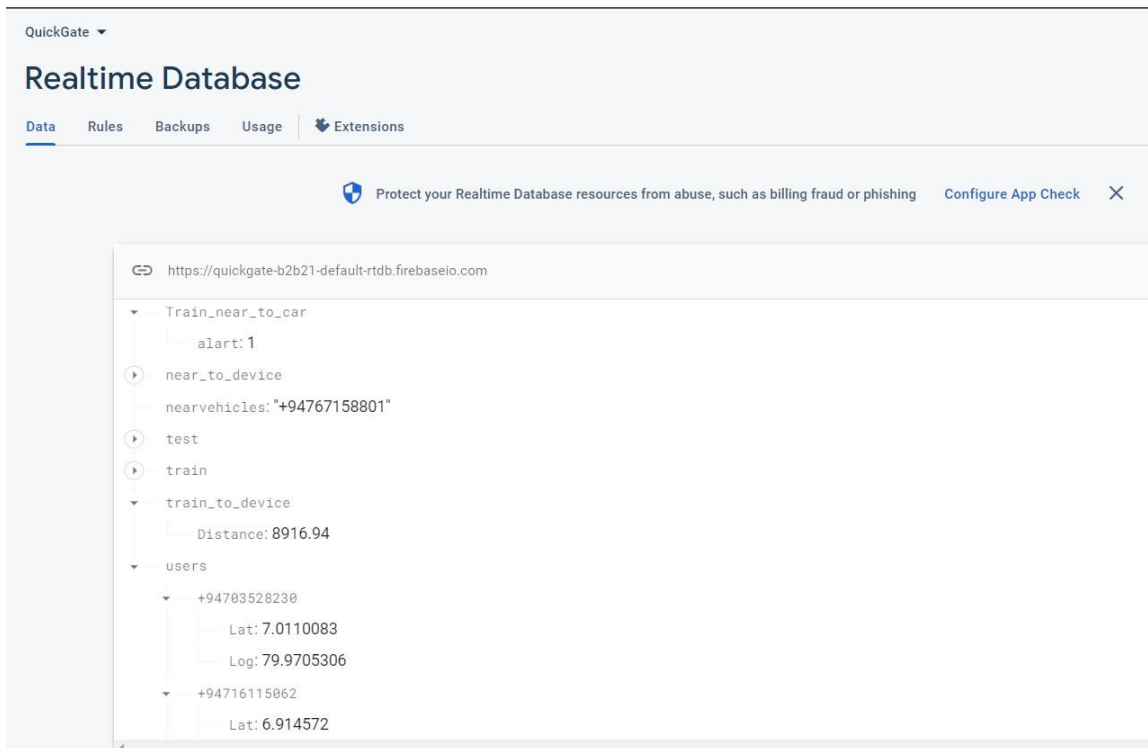 QuickGate
Realtime Database
Data Rules Backups Usage Extensions
Protect your Realtime Database resources from abuse, such as billing fraud or phishing Configure App Check
https://quickgate-b2b21-default-rtdb.firebaseio.com
Train_near_to_car
alart: 1
near_to_device
nearvehicles: "+94767158801"
test
train
train_to_device
Distance: 8916.94
users
+94703528230
Lat: 7.0110083
Log: 79.9705306
+94716115062
Lat: 6.914572